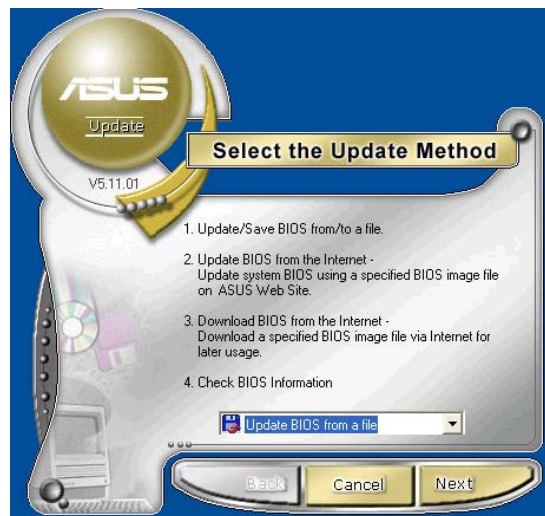 ASUS
Update
V5.11.01
Select the Update Method
1. Update/Save BIOS from/to a file.
2. Update BIOS from the Internet -
Update system BIOS using a specified BIOS image file
on ASUS Web Site.
3. Download BIOS from the Internet -
Download a specified BIOS image file via Internet for
later usage.
4. Check BIOS Information
Update BIOS from a file
Back
Cancel
Next